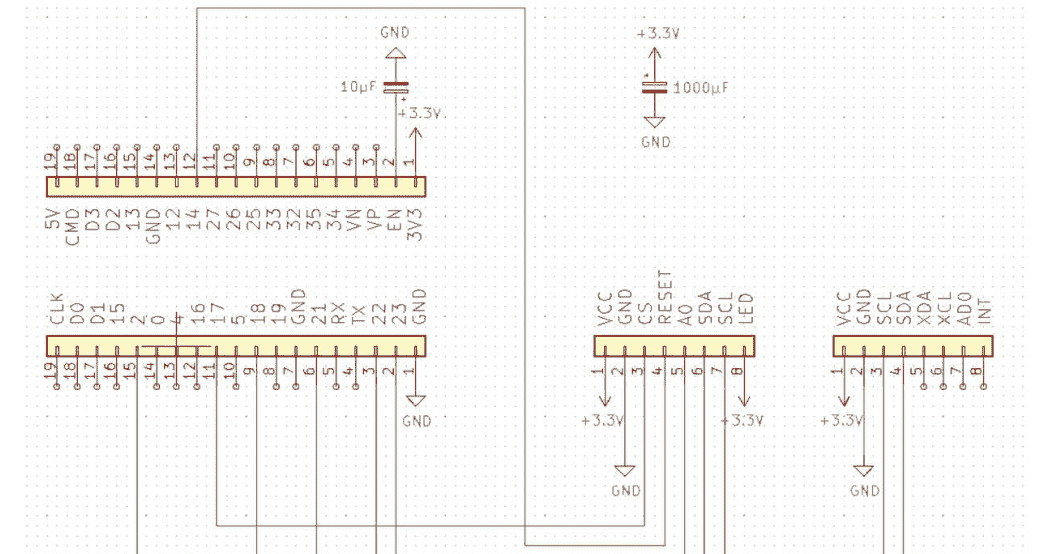 GND
+3.3V
10µF
1000µF
+3.3V
GND
19 18 17 16 15 14 13 12 11 10 9 8 7 6 5 4 3 2 1
5V CMD D3 D2 13 GND 12 14 27 26 25 33 32 35 34 VN VP EN 3V3
CLK D0 D1 15 2 0 4 16 17 5 18 19 GND 21 RX TX 22 23 GND
19 18 17 16 15 14 13 12 11 10 9 8 7 6 5 4 3 2 1
GND
VCC GND CS RESET A0 SDA SCL LED
1 2 3 4 5 6 7 8
+3.3V
+3.3V
GND
VCC GND SCL SDA XDA XCL AD0 INT
1 2 3 4 5 6 7 8
+3.3V
GND